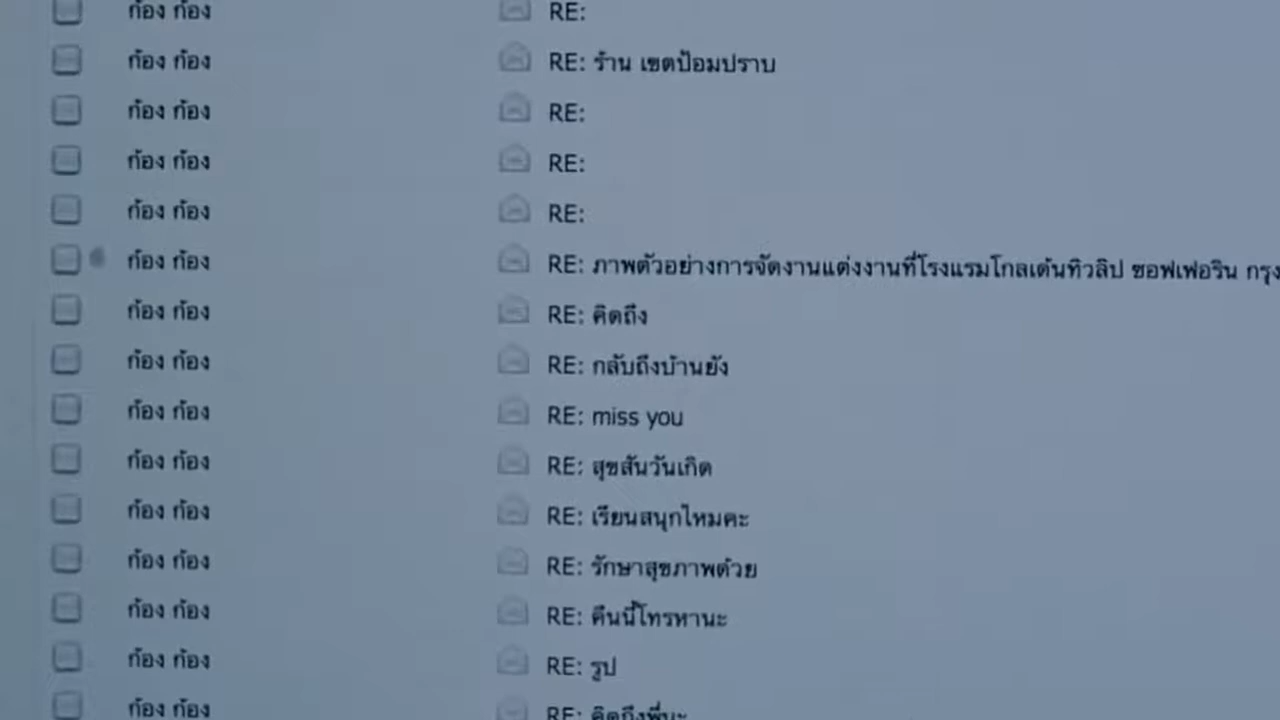 ก้อง ก้อง RE:
ก้อง ก้อง RE: ร้าน เขตป้อมปราบ
ก้อง ก้อง RE:
ก้อง ก้อง RE:
ก้อง ก้อง RE:
ก้อง ก้อง RE: ภาพตัวอย่างการจัดงานแต่งงานที่โรงแรมโกลเด้นทิวลิป ซอฟเฟอริน กรุง
ก้อง ก้อง RE: คิดถึง
ก้อง ก้อง RE: กลับถึงบ้านยัง
ก้อง ก้อง RE: miss you
ก้อง ก้อง RE: สุขสันวันเกิด
ก้อง ก้อง RE: เรียนสนุกไหมคะ
ก้อง ก้อง RE: รักษาสุขภาพด้วย
ก้อง ก้อง RE: คืนนี้โทรหานะ
ก้อง ก้อง RE: รูป
ก้อง ก้อง RE: คิดถึงพี่นะ